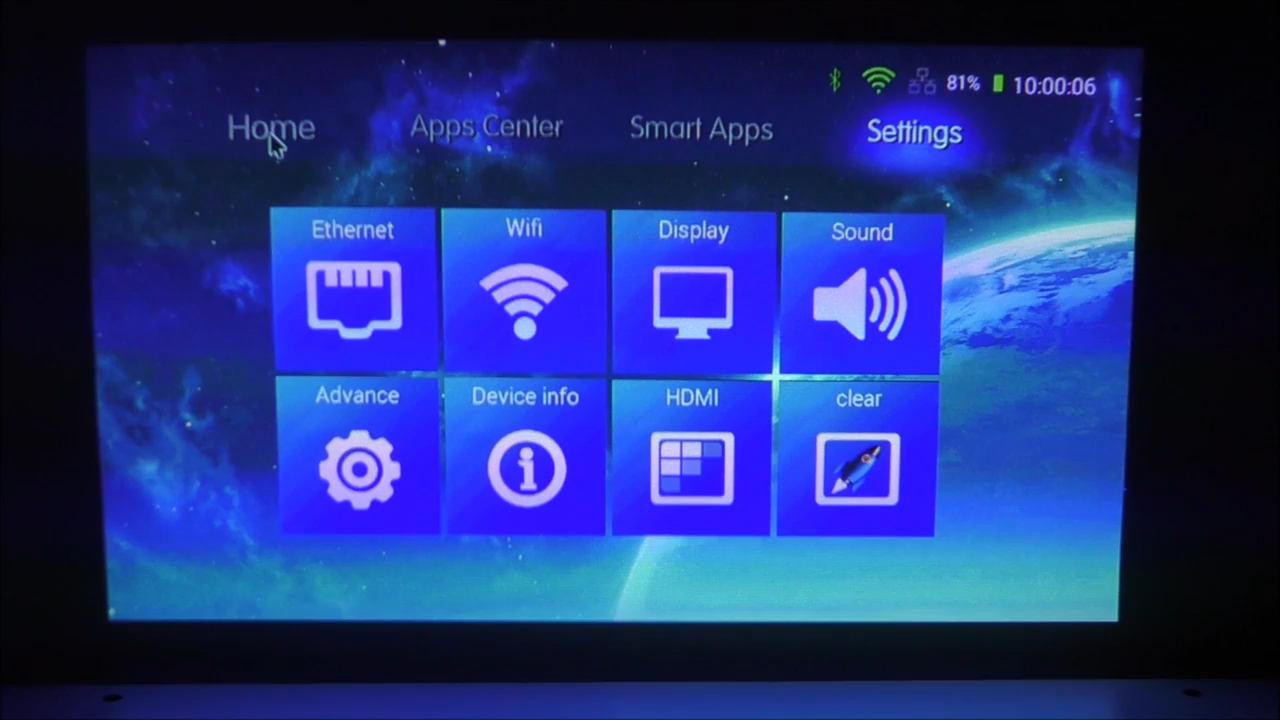 81% 10:00:06
Home Apps Center Smart Apps Settings
Ethernet Wifi Display Sound
Advance Device info HDMI clear